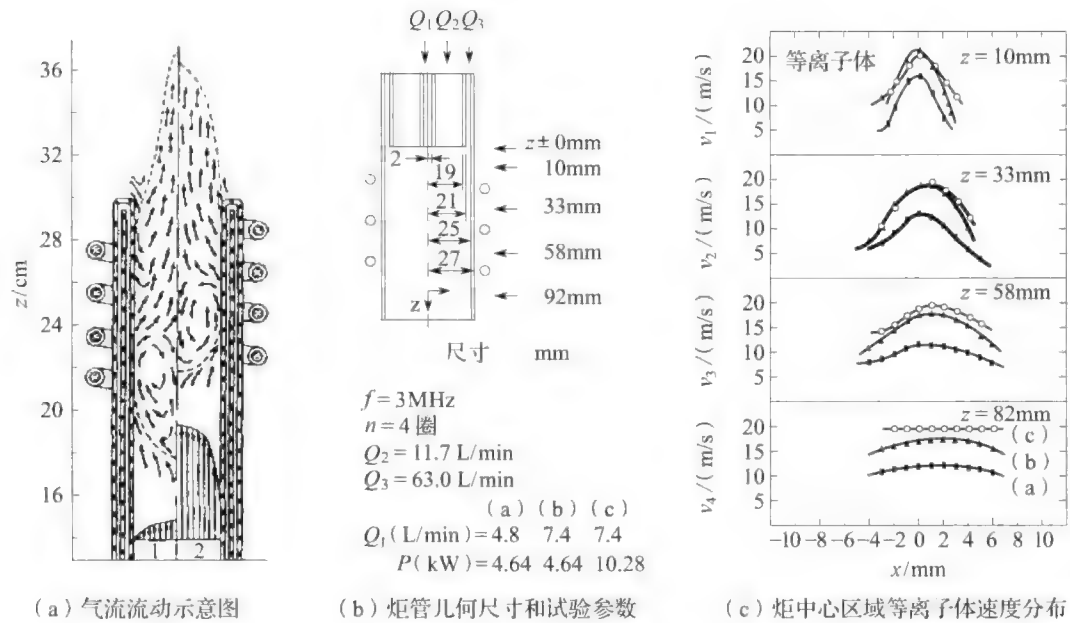 36
32
28
24
20
16
z/cm
1 2
(a) 气流流动示意图
Q₁ Q₂ Q₃
z±0mm
10mm
33mm
58mm
92mm
2
19
21
25
27
z
尺寸 mm
f=3MHz
n=4 圈
Q₂=11.7 L/min
Q₃=63.0 L/min
(a) (b) (c)
Q₁(L/min)=4.8 7.4 7.4
P(kW)=4.64 4.64 10.28
(b) 炬管几何尺寸和试验参数
等离子体
z=10mm
v₁/(m/s)
20
15
10
5
z=33mm
v₂/(m/s)
20
15
10
5
z=58mm
v₃/(m/s)
20
15
10
5
z=82mm
v₄/(m/s)
20
15
10
5
(c)
(b)
(a)
-10 -8 -6 -4 -2 0 2 4 6 8 10
x/mm
(c) 炬中心区域等离子体速度分布